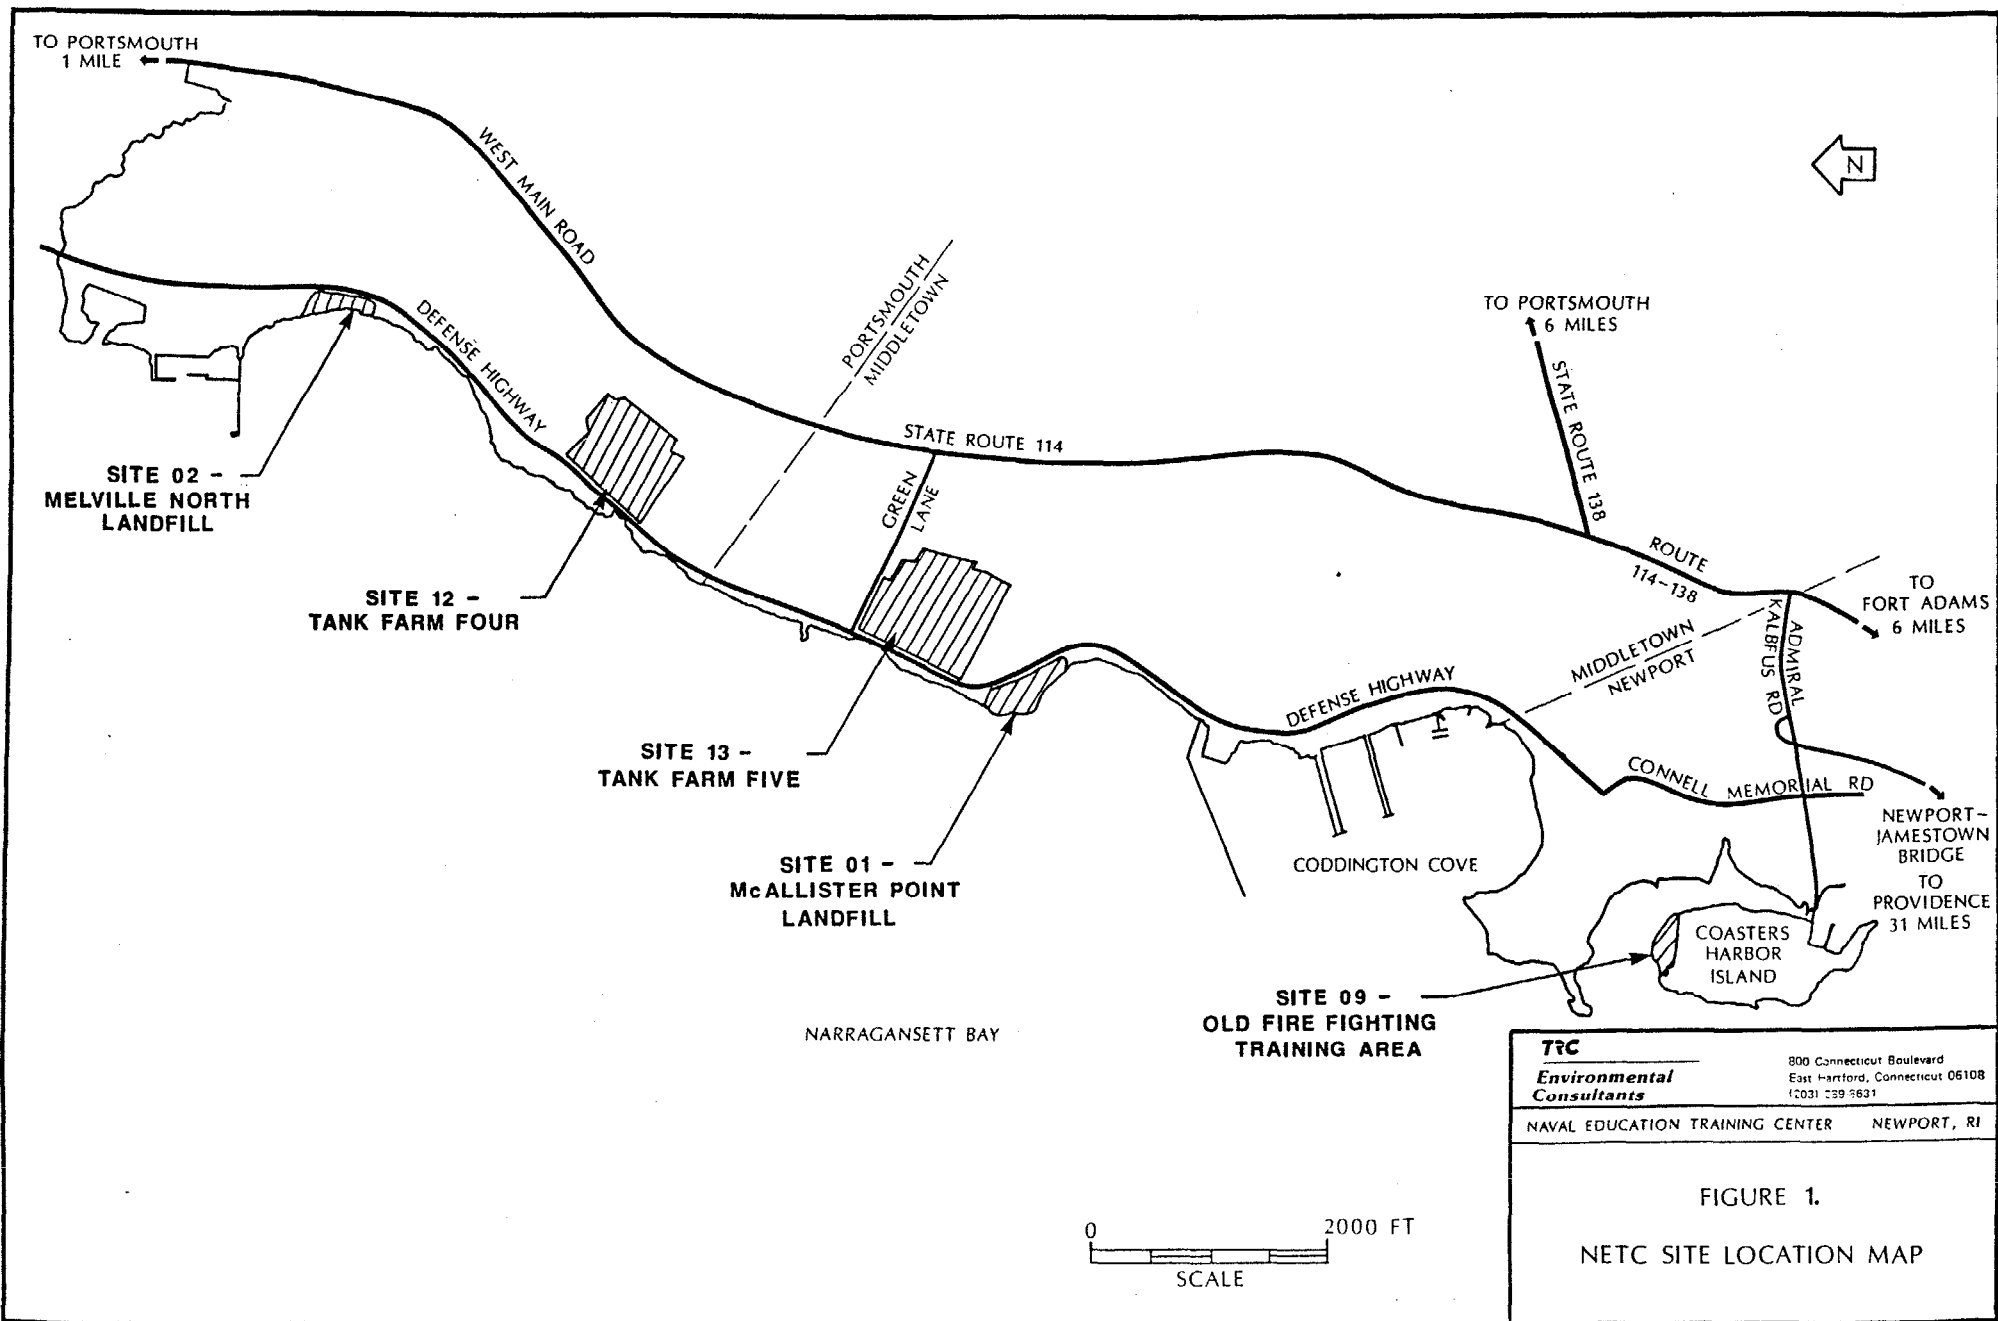 TO PORTSMOUTH
1 MILE
WEST MAIN ROAD
N
PORTSMOUTH
MIDDLETOWN
TO PORTSMOUTH
6 MILES
DEFENSE HIGHWAY
STATE ROUTE 138
STATE ROUTE 114
GREEN
LANE
SITE 02 -
MELVILLE NORTH
LANDFILL
ROUTE
114-138
TO
FORT ADAMS
6 MILES
SITE 12 -
TANK FARM FOUR
ADMIRAL
KALBFUS RD
MIDDLETOWN
NEWPORT
DEFENSE HIGHWAY
SITE 13 -
TANK FARM FIVE
CONNELL MEMORIAL RD
NEWPORT-
JAMESTOWN
BRIDGE
TO
PROVIDENCE
31 MILES
SITE 01 -
McALLISTER POINT
LANDFILL
CODDINGTON COVE
COASTERS
HARBOR
ISLAND
SITE 09 -
OLD FIRE FIGHTING
TRAINING AREA
NARRAGANSETT BAY
TRC
Environmental
Consultants
800 Connecticut Boulevard
East Hartford, Connecticut 06108
NAVAL EDUCATION TRAINING CENTER NEWPORT, RI
FIGURE 1.
NETC SITE LOCATION MAP
0 2000 FT
SCALE